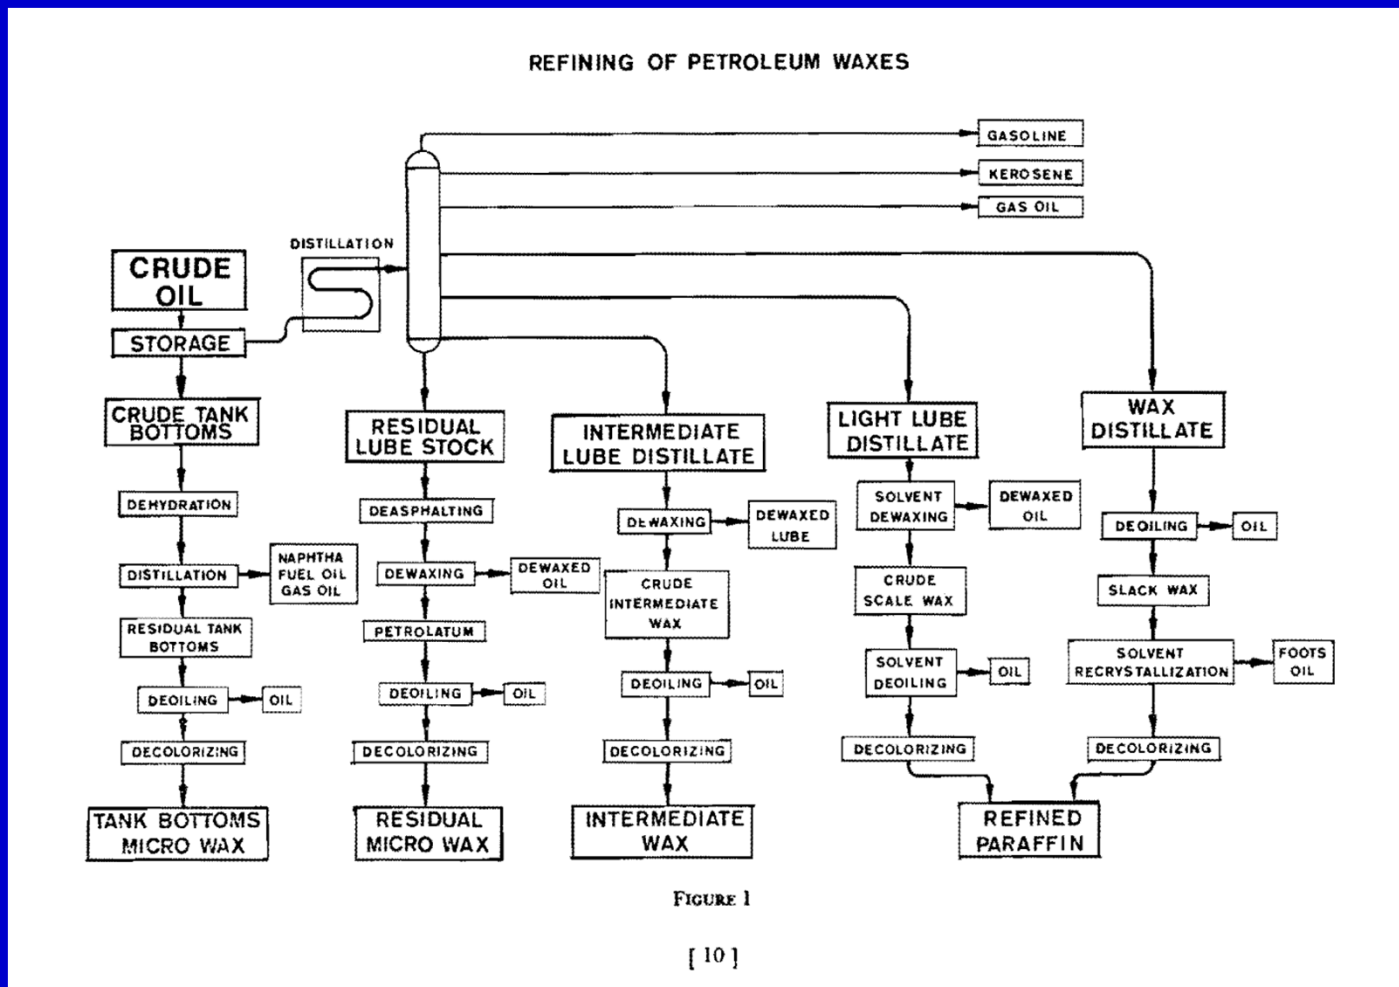 REFINING OF PETROLEUM WAXES
GASOLINE
KEROSENE
GAS OIL
DISTILLATION
CRUDE
OIL
STORAGE
CRUDE TANK
BOTTOMS
DEHYDRATION
DISTILLATION
NAPHTHA
FUEL OIL
GAS OIL
RESIDUAL TANK
BOTTOMS
DEOILING
OIL
DECOLORIZING
TANK BOTTOMS
MICRO WAX
RESIDUAL
LUBE STOCK
DEASPHALTING
DEWAXING
DEWAXED
OIL
PETROLATUM
DEOILING
OIL
DECOLORIZING
RESIDUAL
MICRO WAX
INTERMEDIATE
LUBE DISTILLATE
DEWAXING
DEWAXED
LUBE
CRUDE
INTERMEDIATE
WAX
DEOILING
OIL
DECOLORIZING
INTERMEDIATE
WAX
LIGHT LUBE
DISTILLATE
SOLVENT
DEWAXING
DEWAXED
OIL
CRUDE
SCALE WAX
SOLVENT
DEOILING
OIL
DECOLORIZING
WAX
DISTILLATE
DEOILING
OIL
SLACK WAX
SOLVENT
RECRYSTALLIZATION
FOOTS
OIL
DECOLORIZING
REFINED
PARAFFIN
FIGURE 1
[ 10 ]